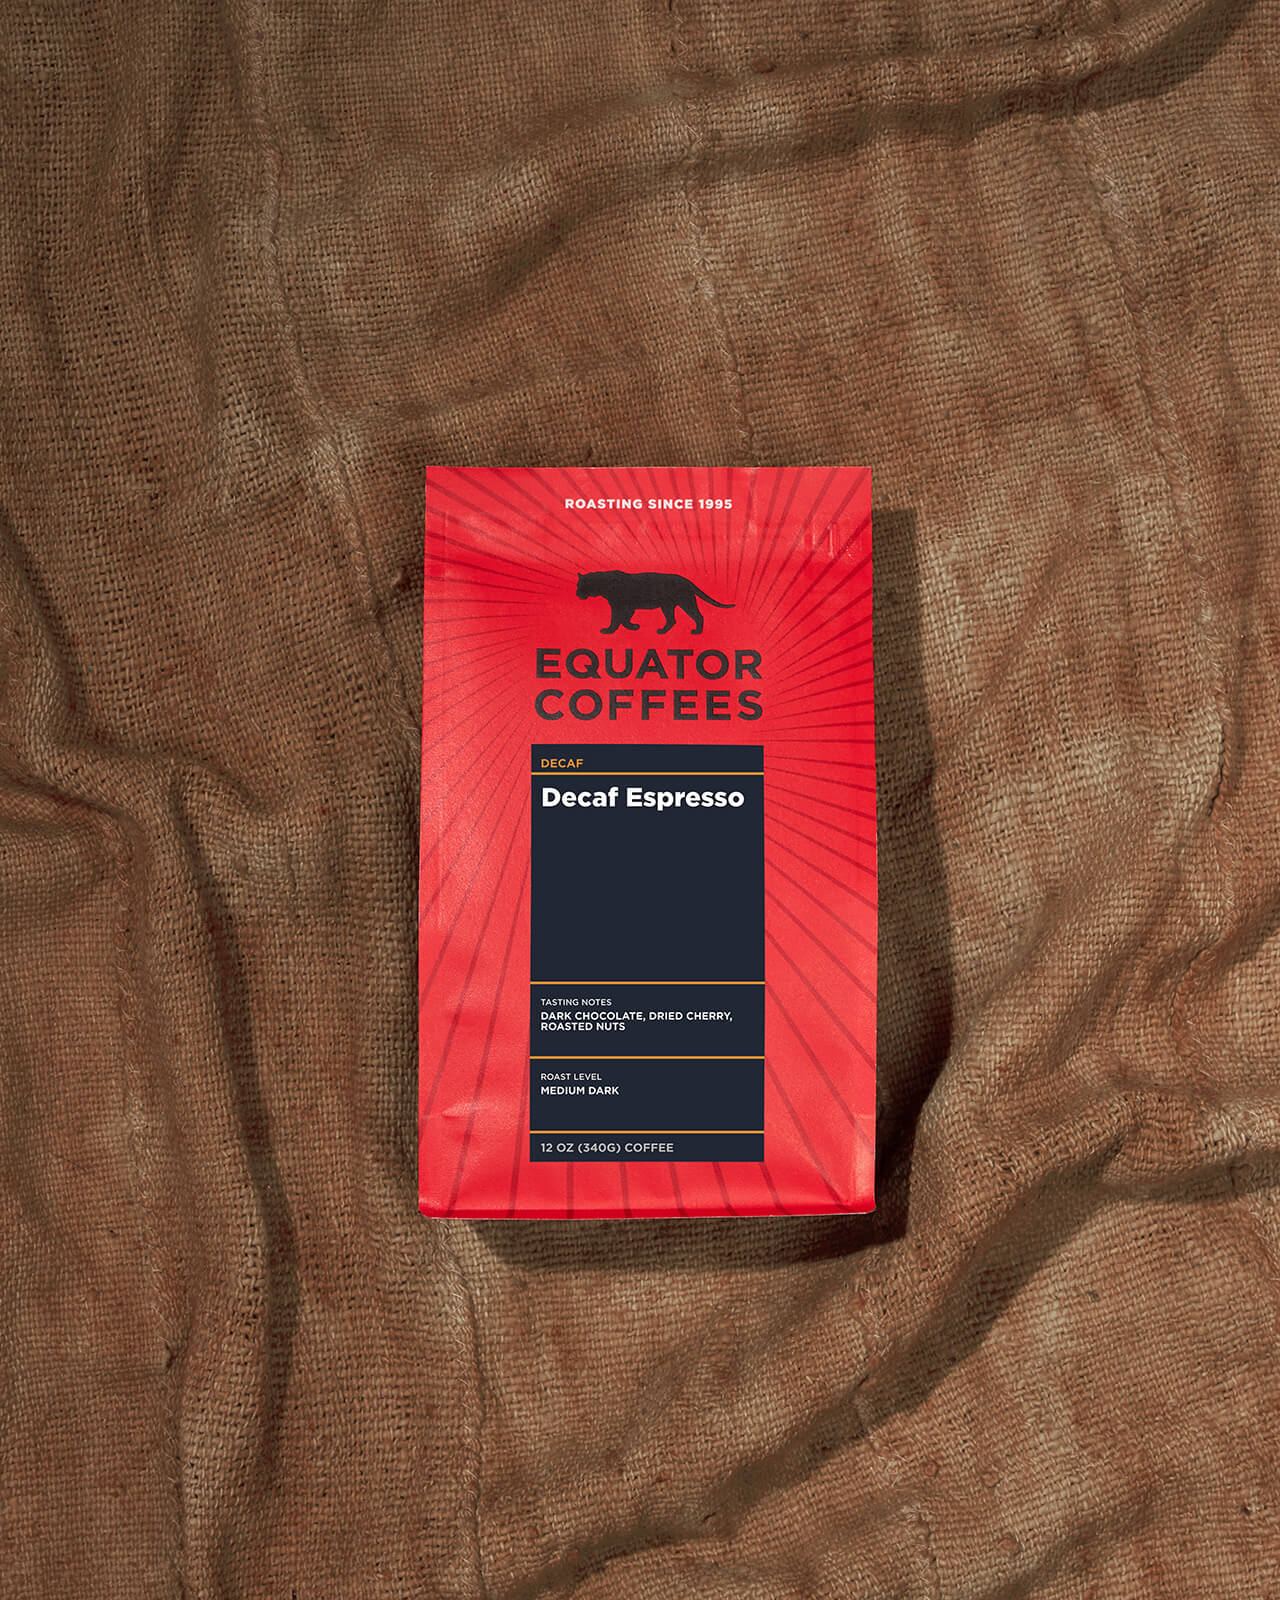 ROASTING SINCE 1995
EQUATOR
COFFEES
DECAF
Decaf Espresso
TASTING NOTES
DARK CHOCOLATE, DRIED CHERRY,
ROASTED NUTS
ROAST LEVEL
MEDIUM DARK
12 OZ (340G) COFFEE